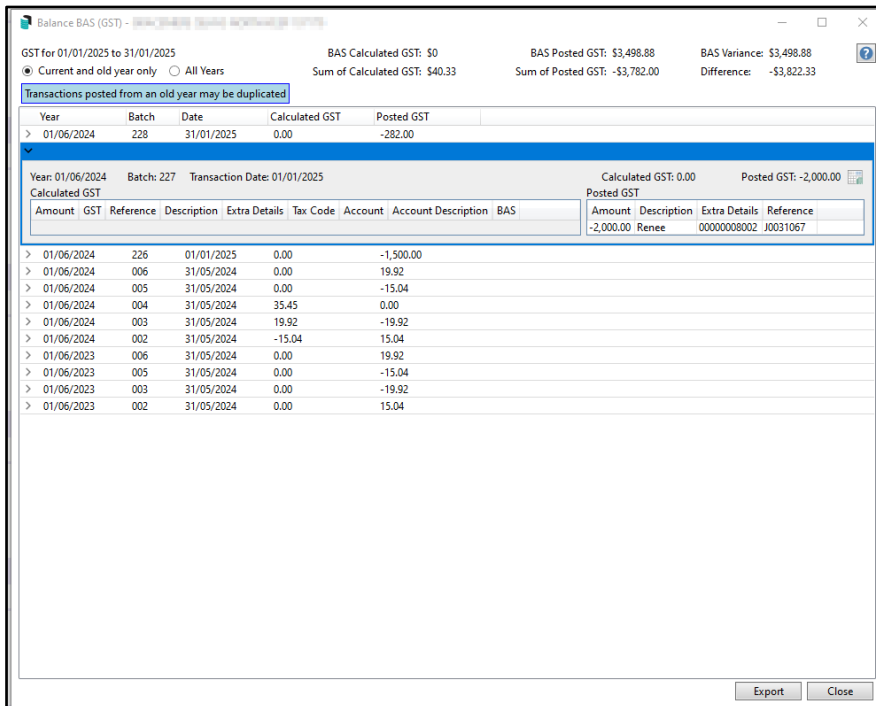 Balance BAS (GST) -
GST for 01/01/2025 to 31/01/2025 BAS Calculated GST: $0 BAS Posted GST: $3,498.88 BAS Variance: $3,498.88
Current and old year only All Years Sum of Calculated GST: $40.33 Sum of Posted GST: -$3,782.00 Difference: -$3,822.33
Transactions posted from an old year may be duplicated
Year Batch Date Calculated GST Posted GST
01/06/2024 228 31/01/2025 0.00 -282.00
Year: 01/06/2024 Batch: 227 Transaction Date: 01/01/2025 Calculated GST: 0.00 Posted GST: -2,000.00
Calculated GST Posted GST
Amount GST Reference Description Extra Details Tax Code Account Account Description BAS Amount Description Extra Details Reference
-2,000.00 Renee 00000008002 J0031067
01/06/2024 226 01/01/2025 0.00 -1,500.00
01/06/2024 006 31/05/2024 0.00 19.92
01/06/2024 005 31/05/2024 0.00 -15.04
01/06/2024 004 31/05/2024 35.45 0.00
01/06/2024 003 31/05/2024 19.92 -19.92
01/06/2024 002 31/05/2024 -15.04 15.04
01/06/2023 006 31/05/2024 0.00 19.92
01/06/2023 005 31/05/2024 0.00 -15.04
01/06/2023 003 31/05/2024 0.00 -19.92
01/06/2023 002 31/05/2024 0.00 15.04
Export Close